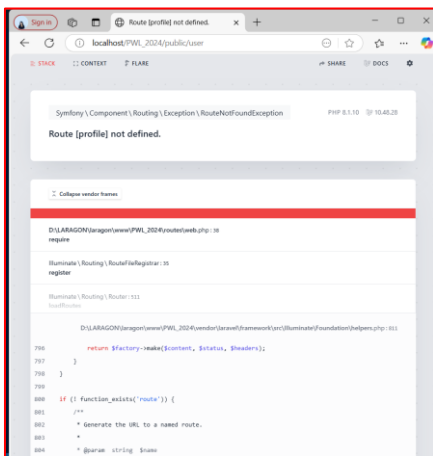 Sign in
Route [profile] not defined.
localhost/PWL_2024/public/user
STACK CONTEXT FLARE SHARE DOCS
Symfony\Component\Routing\Exception\RouteNotFoundException PHP 8.1.10 10.48.28
Route [profile] not defined.
Collapse vendor frames
D:\LARAGON\laragon\www\PWL_2024\routes\web.php:38
require
Illuminate\Routing\RouteFileRegistrar:35
register
Illuminate\Routing\Router:511
loadRoutes
D:\LARAGON\laragon\www\PWL_2024\vendor\laravel\framework\src\Illuminate\Foundation\helpers.php:811
796 return $factory->make($content, $status, $headers);
797 }
798 }
799
800 if (! function_exists('route')) {
801 /**
802 * Generate the URL to a named route.
803 *
804 * @param string $name